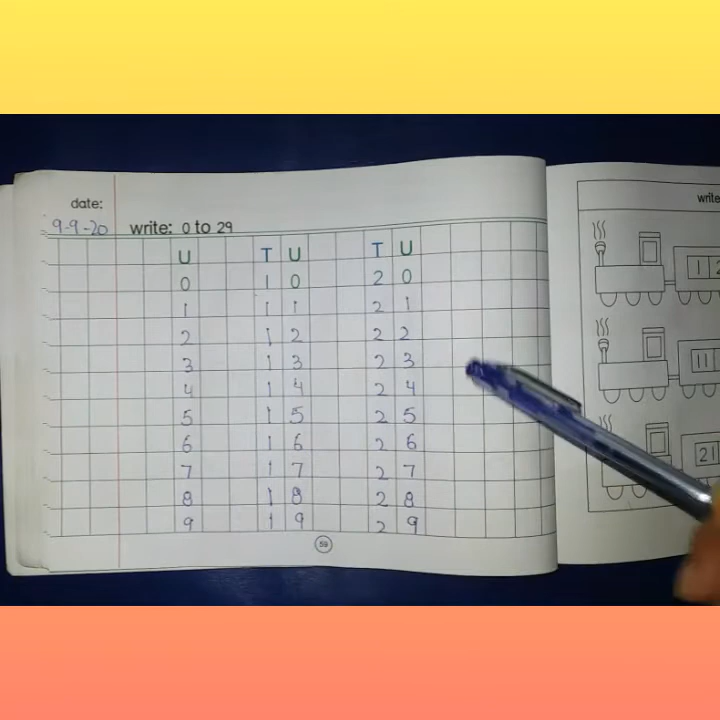 date:
9-9-20 write: 0 to 29
U T U T U
0 1 0 2 0
1 1 1 2 1
2 1 2 2 2
3 1 3 2 3
4 1 4 2 4
5 1 5 2 5
6 1 6 2 6
7 1 7 2 7
8 1 8 2 8
9 1 9 2 9
59
write
1 2
11
21